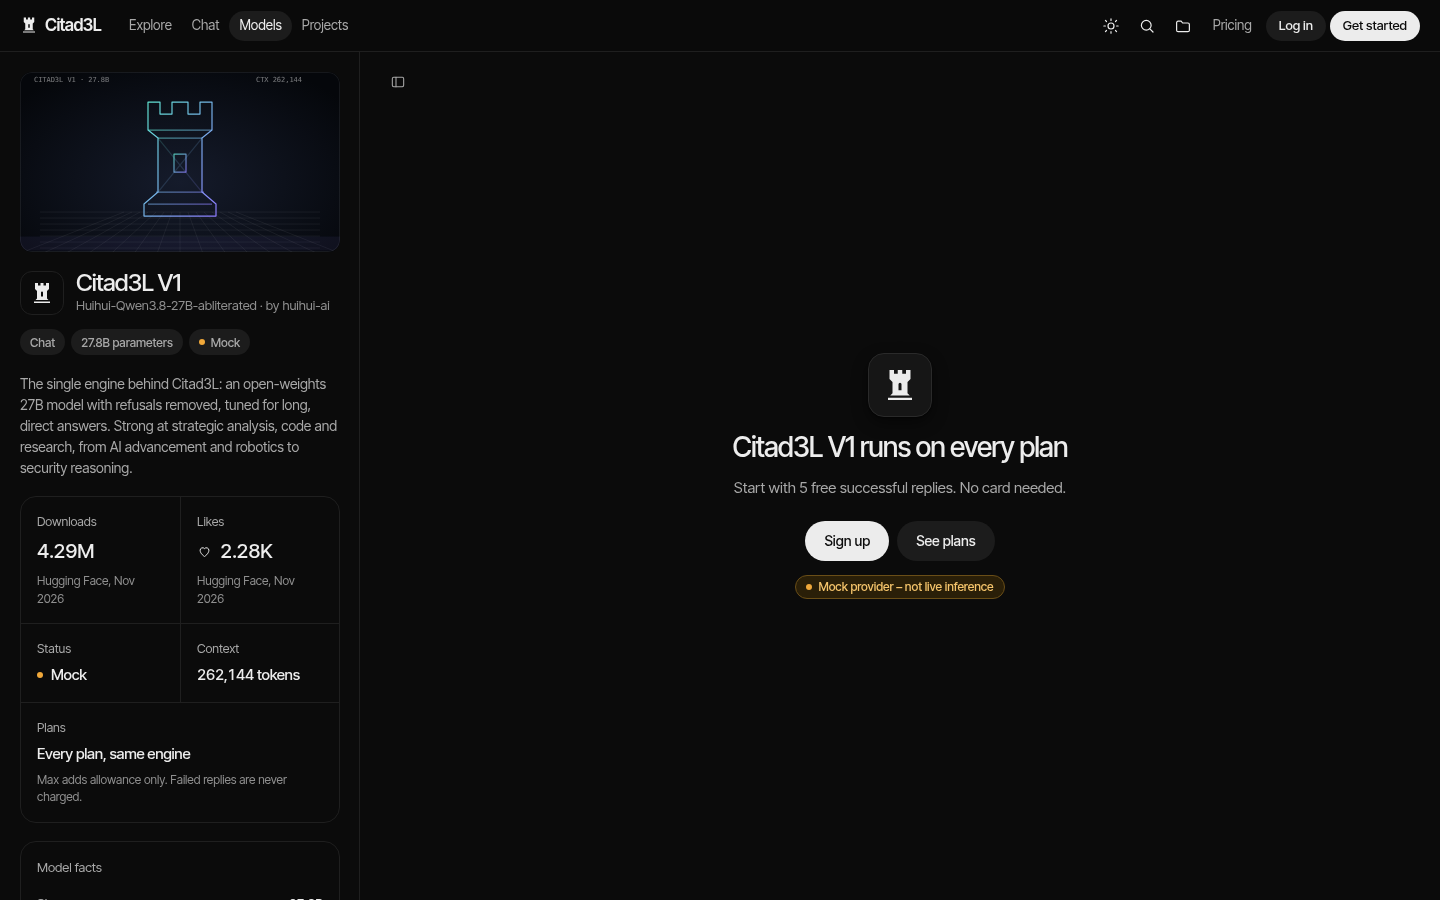 Citad3L
Explore
Chat
Models
Projects
Pricing
Log in
Get started
CITAD3L V1 · 27.8B
CTX 262,144
Citad3L V1
Huihui-Qwen3.8-27B-abliterated · by huihui-ai
Chat
27.8B parameters
Mock
The single engine behind Citad3L: an open-weights
27B model with refusals removed, tuned for long,
direct answers. Strong at strategic analysis, code and
research, from AI advancement and robotics to
security reasoning.
Downloads
4.29M
Hugging Face, Nov
2026
Likes
2.28K
Hugging Face, Nov
2026
Status
Mock
Context
262,144 tokens
Plans
Every plan, same engine
Max adds allowance only. Failed replies are never
charged.
Model facts
Citad3L V1 runs on every plan
Start with 5 free successful replies. No card needed.
Sign up
See plans
Mock provider – not live inference